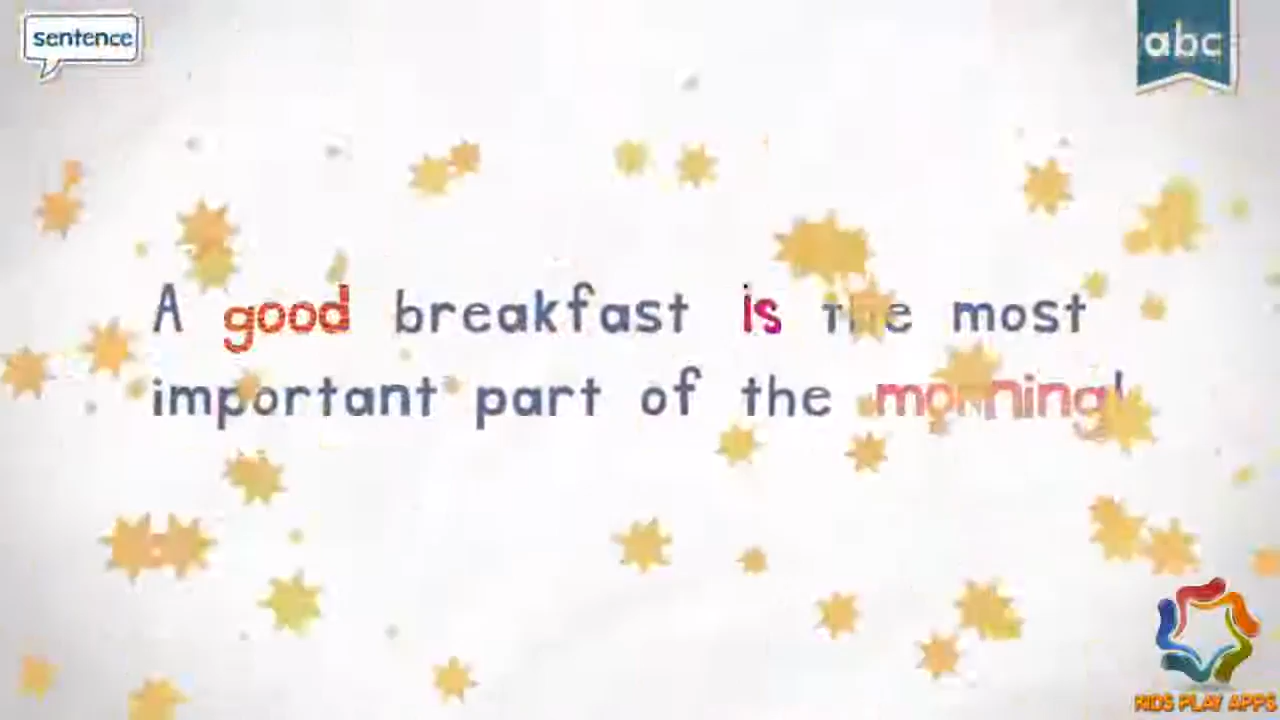 sentence
abc
A good breakfast is the most
important part of the morning!
KIDS PLAY APPS